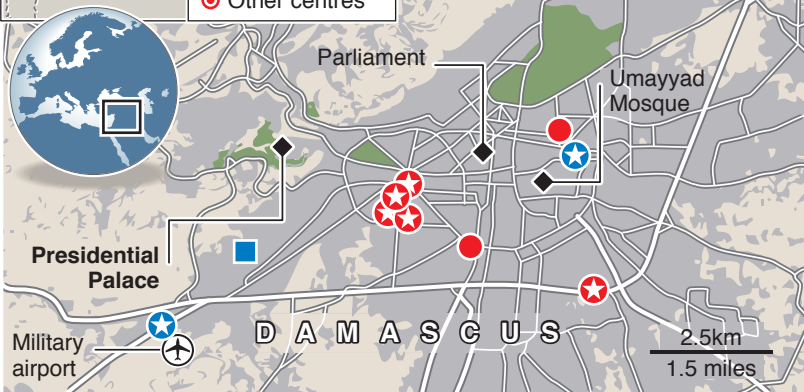 Other centres
Parliament
Umayyad
Mosque
Presidential
Palace
Military
airport
DAMASCUS
2.5km
1.5 miles